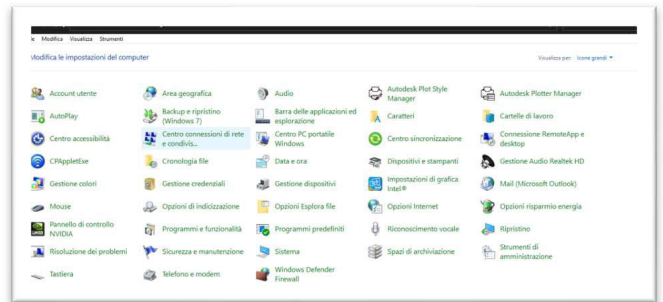 Modifica Visualizza Strumenti
Modifica le impostazioni del computer
Visualizza per: Icone grandi
Account utente
Area geografica
Audio
Autodesk Plot Style
Manager
Autodesk Plotter Manager
AutoPlay
Backup e ripristino
(Windows 7)
Barra delle applicazioni ed
esplorazione
Caratteri
Cartelle di lavoro
Centro accessibilità
Centro connessioni di rete
e condivis...
Centro PC portatile
Windows
Centro sincronizzazione
Connessione RemoteApp e
desktop
CPAppletExe
Cronologia file
Data e ora
Dispositivi e stampanti
Gestione Audio Realtek HD
Gestione colori
Gestione credenziali
Gestione dispositivi
Impostazioni di grafica
Intel®
Mail (Microsoft Outlook)
Mouse
Opzioni di indicizzazione
Opzioni Esplora file
Opzioni Internet
Opzioni risparmio energia
Pannello di controllo
NVIDIA
Programmi e funzionalità
Programmi predefiniti
Riconoscimento vocale
Ripristino
Risoluzione dei problemi
Sicurezza e manutenzione
Sistema
Spazi di archiviazione
Strumenti di
amministrazione
Tastiera
Telefono e modem
Windows Defender
Firewall